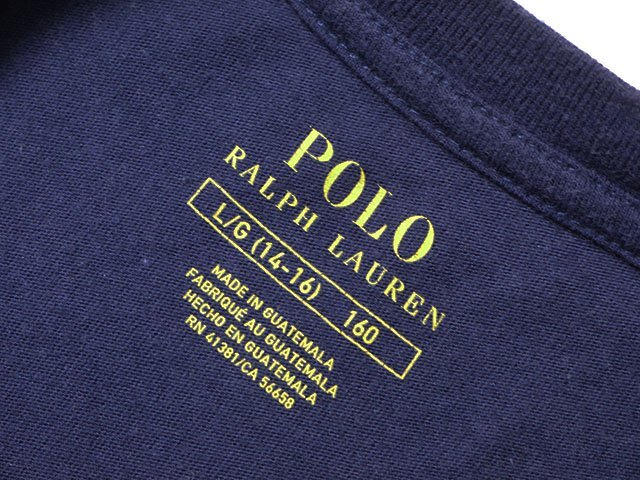 POLO
RALPH LAUREN
L/G (14-16) 160
MADE IN GUATEMALA
FABRIQUÉ AU GUATEMALA
HECHO EN GUATEMALA
RN 41381/CA 56658